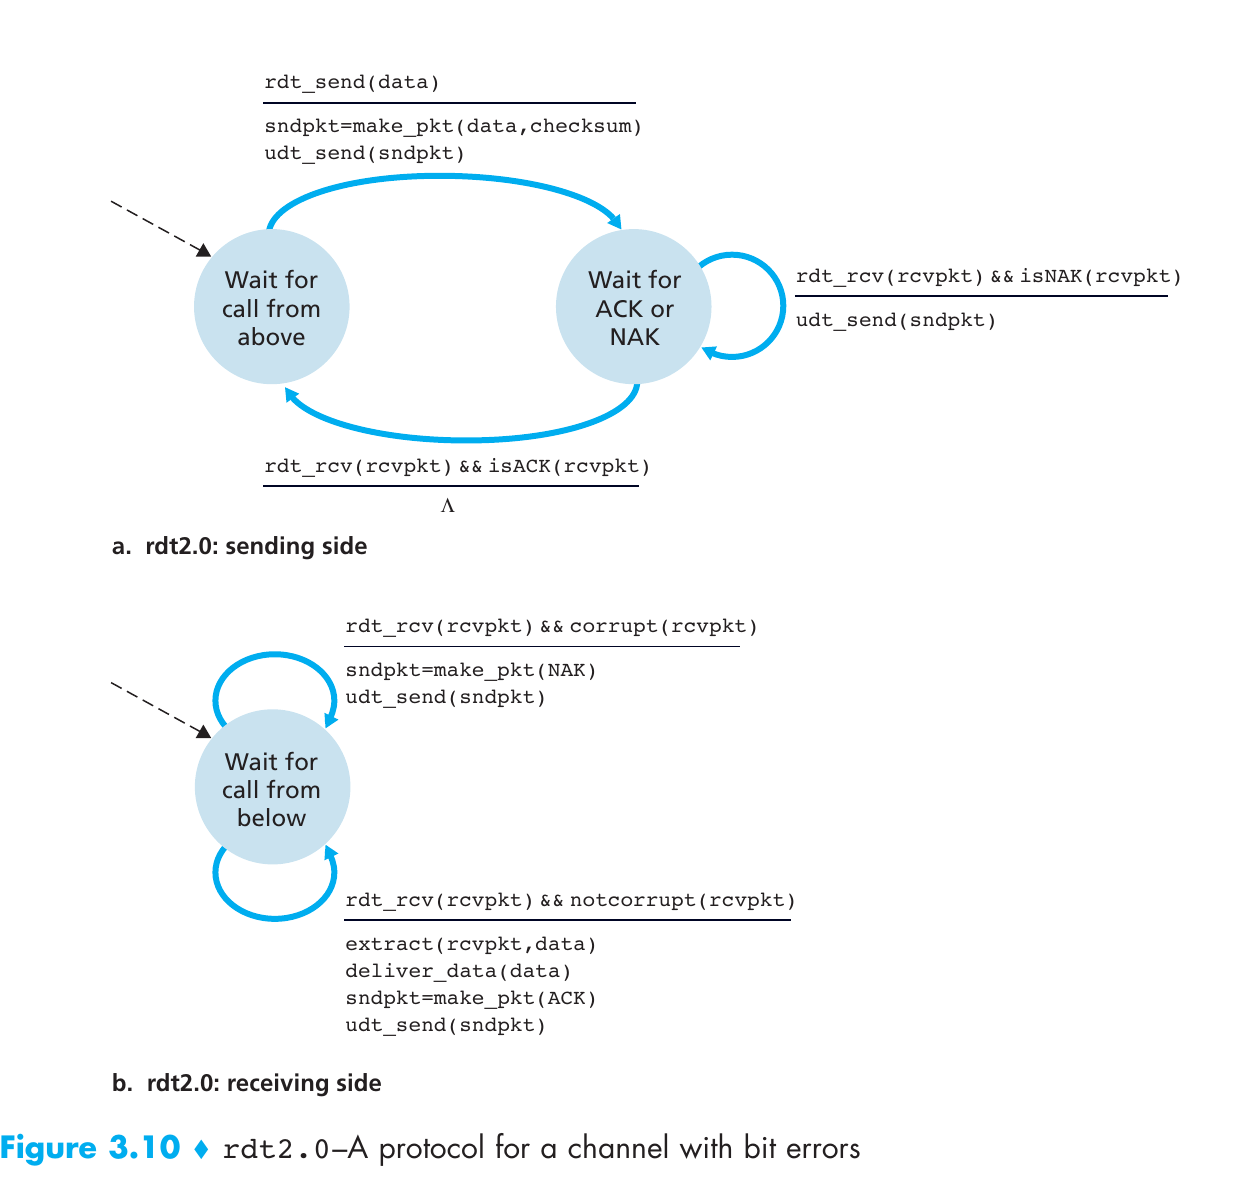 rdt_send(data)
sndpkt=make_pkt(data,checksum)
udt_send(sndpkt)
Wait for
call from
above
Wait for
ACK or
NAK
rdt_rcv(rcvpkt) && isNAK(rcvpkt)
udt_send(sndpkt)
rdt_rcv(rcvpkt) && isACK(rcvpkt)
Λ
a. rdt2.0: sending side
rdt_rcv(rcvpkt) && corrupt(rcvpkt)
sndpkt=make_pkt(NAK)
udt_send(sndpkt)
Wait for
call from
below
rdt_rcv(rcvpkt) && notcorrupt(rcvpkt)
extract(rcvpkt,data)
deliver_data(data)
sndpkt=make_pkt(ACK)
udt_send(sndpkt)
b. rdt2.0: receiving side
Figure 3.10 ♦ rdt2.0–A protocol for a channel with bit errors